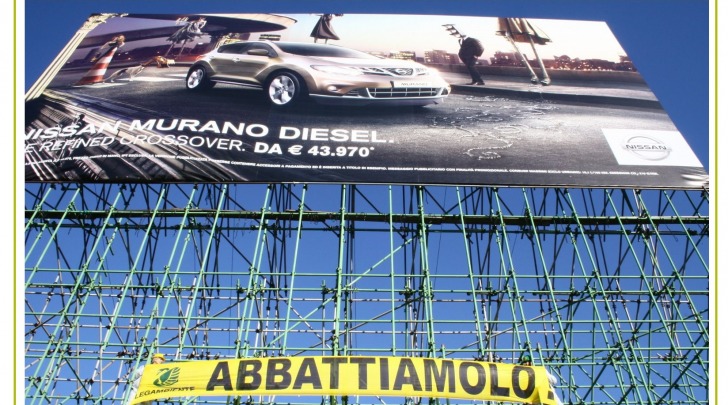 NISSAN MURANO DIESEL.
REFINED CROSSOVER. DA € 43.970*
NISSAN
LEGAMBIENTE
ABBATTIAMOLO